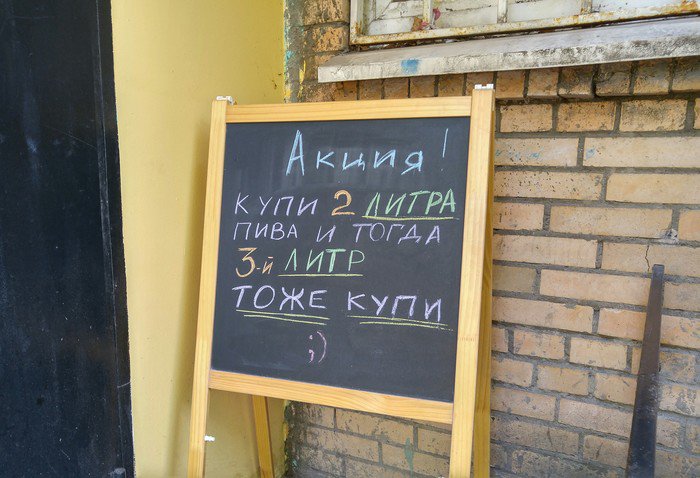 Акция!
КУПИ 2 ЛИТРА
ПИВА И ТОГДА
3-й ЛИТР
ТОЖЕ КУПИ
;)